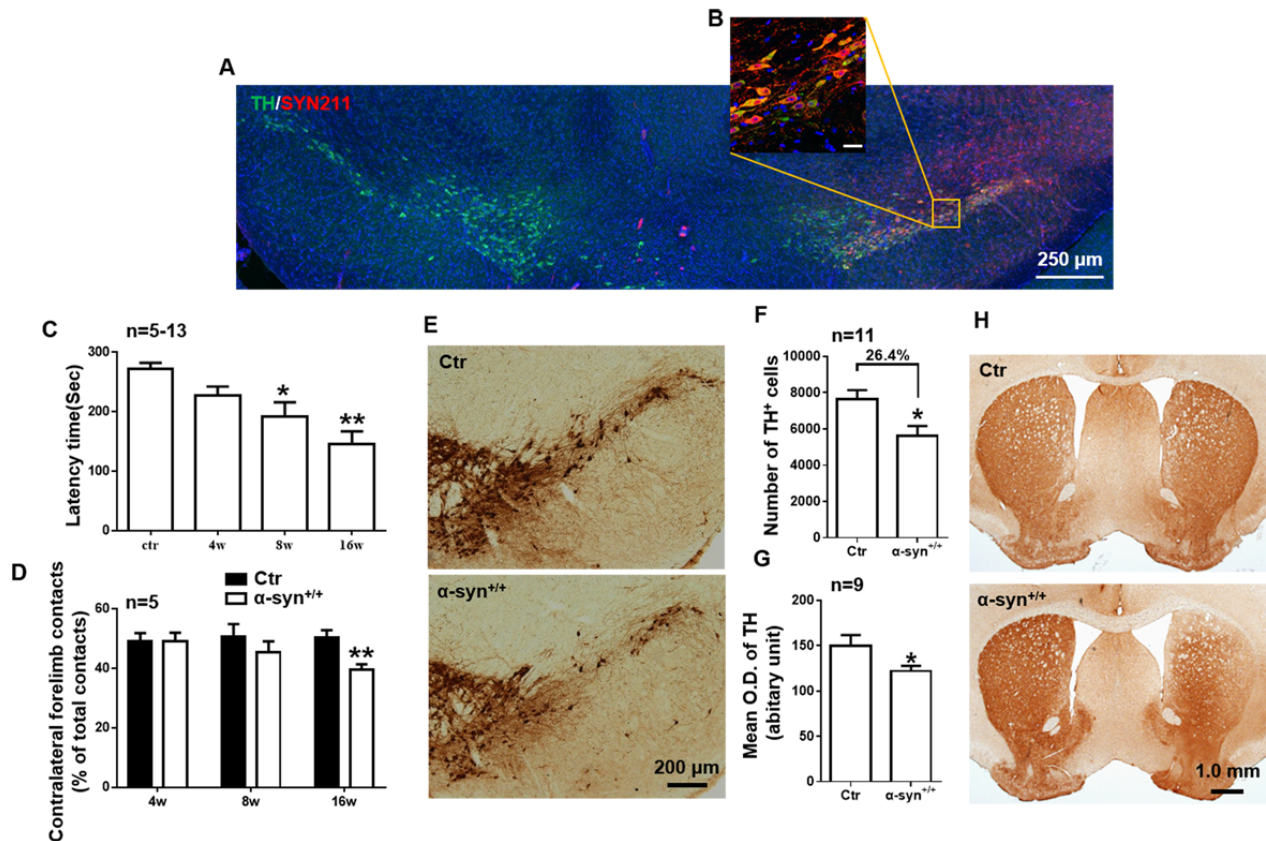 A
TH/SYN211
B
250 µm
C
n=5-13
Latency time(Sec)
300
200
100
0
ctr
4w
8w
16w
*
**
D
n=5
Ctr
α-syn+/+
Contralateral forelimb contacts
(% of total contacts)
60
40
20
0
4w
8w
16w
**
E
Ctr
α-syn+/+
200 µm
F
n=11
26.4%
Number of TH+ cells
10000
8000
6000
4000
2000
0
*
Ctr
α-syn+/+
G
n=9
Mean O.D. of TH
(abitary unit)
200
150
100
50
0
*
Ctr
α-syn+/+
H
Ctr
α-syn+/+
1.0 mm